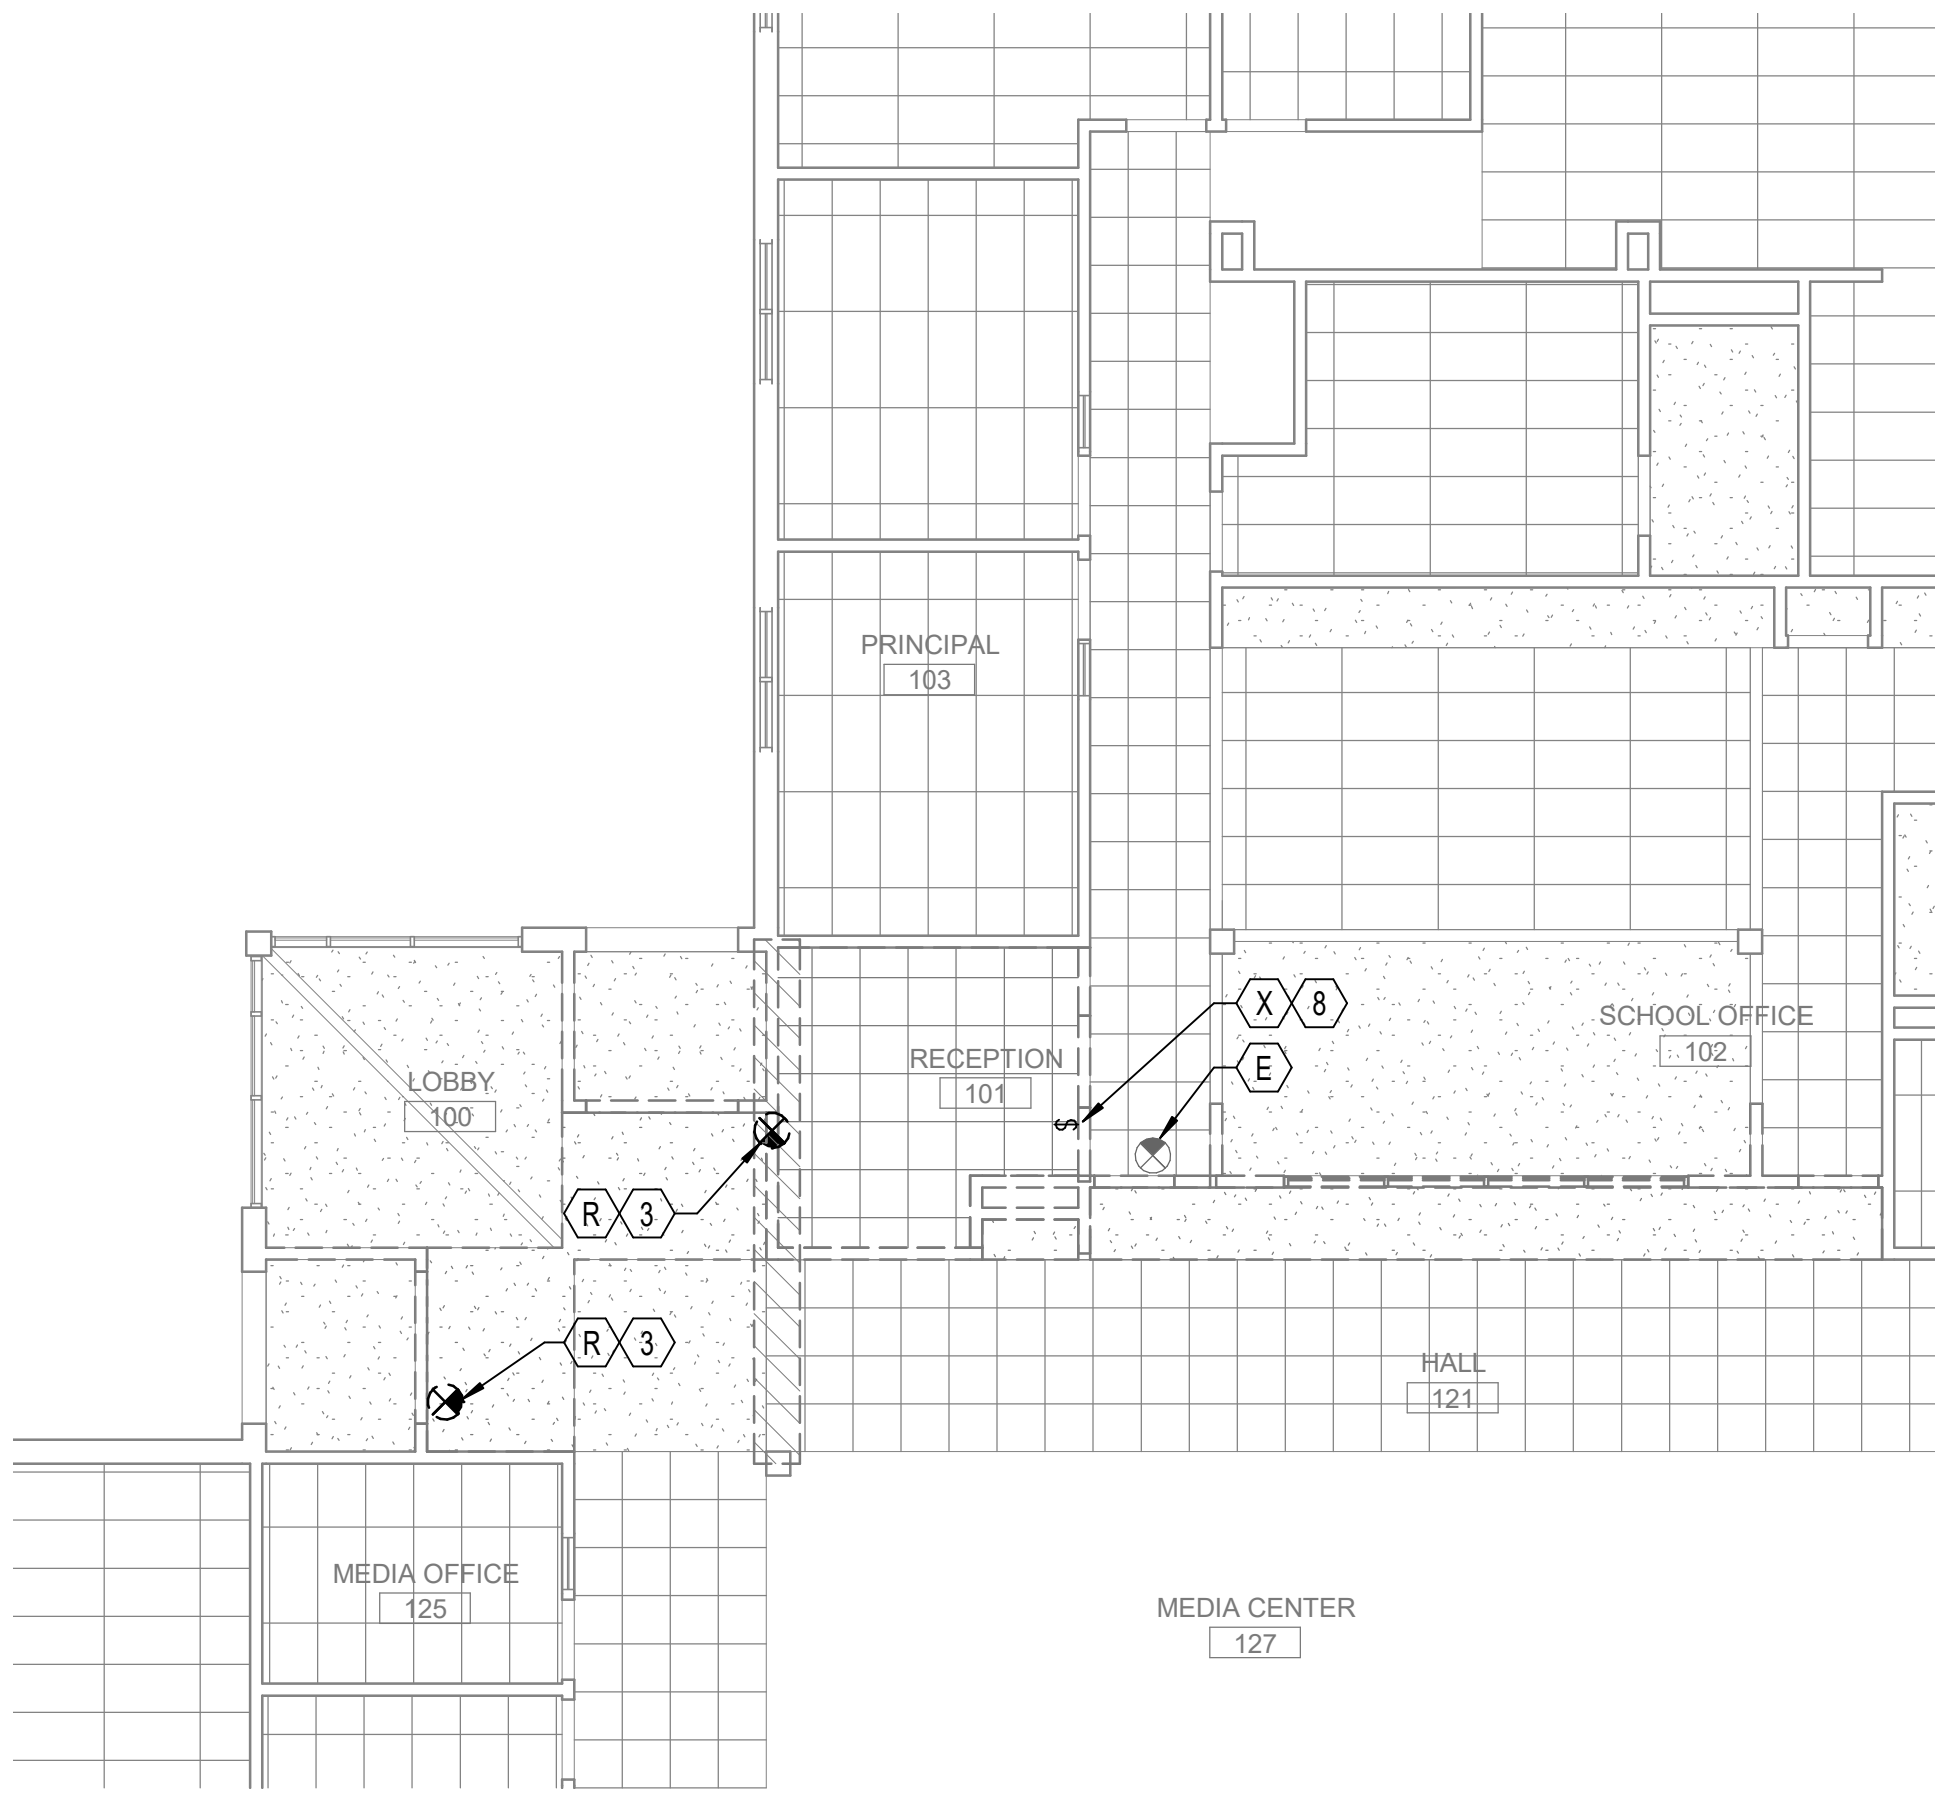 PRINCIPAL
103
X 8
SCHOOL OFFICE
102
E
RECEPTION
101
LOBBY
100
S
R 3
R 3
HALL
121
MEDIA OFFICE
125
MEDIA CENTER
127